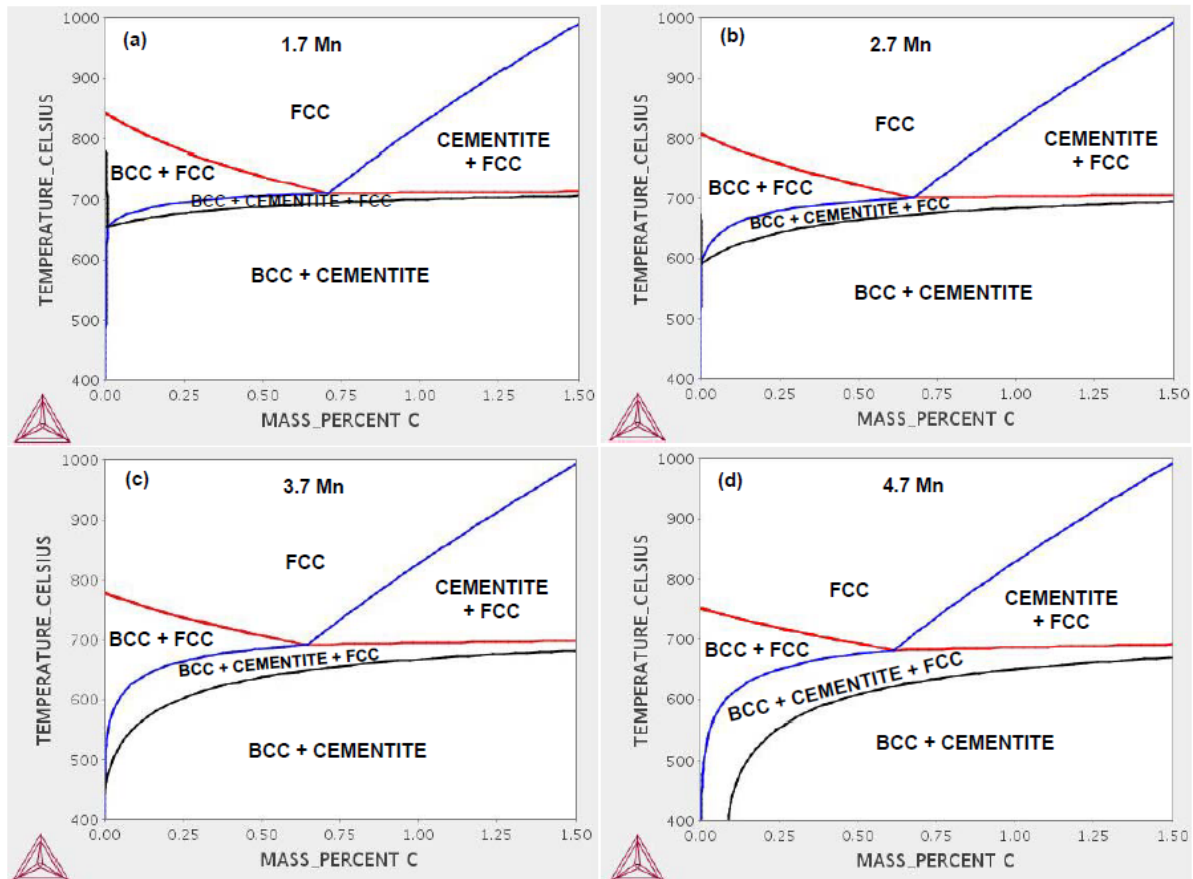 (a)
1.7 Mn
1000
900
800
700
600
500
400
TEMPERATURE_CELSIUS
FCC
CEMENTITE
+ FCC
BCC + FCC
BCC + CEMENTITE + FCC
BCC + CEMENTITE
0.00 0.25 0.50 0.75 1.00 1.25 1.50
MASS_PERCENT C
(b)
2.7 Mn
1000
900
800
700
600
500
400
TEMPERATURE_CELSIUS
FCC
CEMENTITE
+ FCC
BCC + FCC
BCC + CEMENTITE + FCC
BCC + CEMENTITE
0.00 0.25 0.50 0.75 1.00 1.25 1.50
MASS_PERCENT C
(c)
3.7 Mn
1000
900
800
700
600
500
400
TEMPERATURE_CELSIUS
FCC
CEMENTITE
+ FCC
BCC + FCC
BCC + CEMENTITE + FCC
BCC + CEMENTITE
0.00 0.25 0.50 0.75 1.00 1.25 1.50
MASS_PERCENT C
(d)
4.7 Mn
1000
900
800
700
600
500
400
TEMPERATURE_CELSIUS
FCC
CEMENTITE
+ FCC
BCC + FCC
BCC + CEMENTITE + FCC
BCC + CEMENTITE
0.00 0.25 0.50 0.75 1.00 1.25 1.50
MASS_PERCENT C